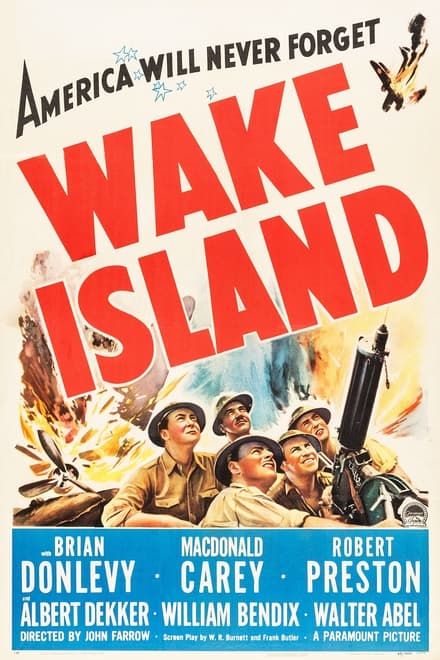 AMERICA WILL NEVER FORGET
WAKE
ISLAND
with BRIAN DONLEVY · MACDONALD CAREY · ROBERT PRESTON
and ALBERT DEKKER · WILLIAM BENDIX · WALTER ABEL
DIRECTED BY JOHN FARROW · Screen Play by W. R. Burnett and Frank Butler · A PARAMOUNT PICTURE